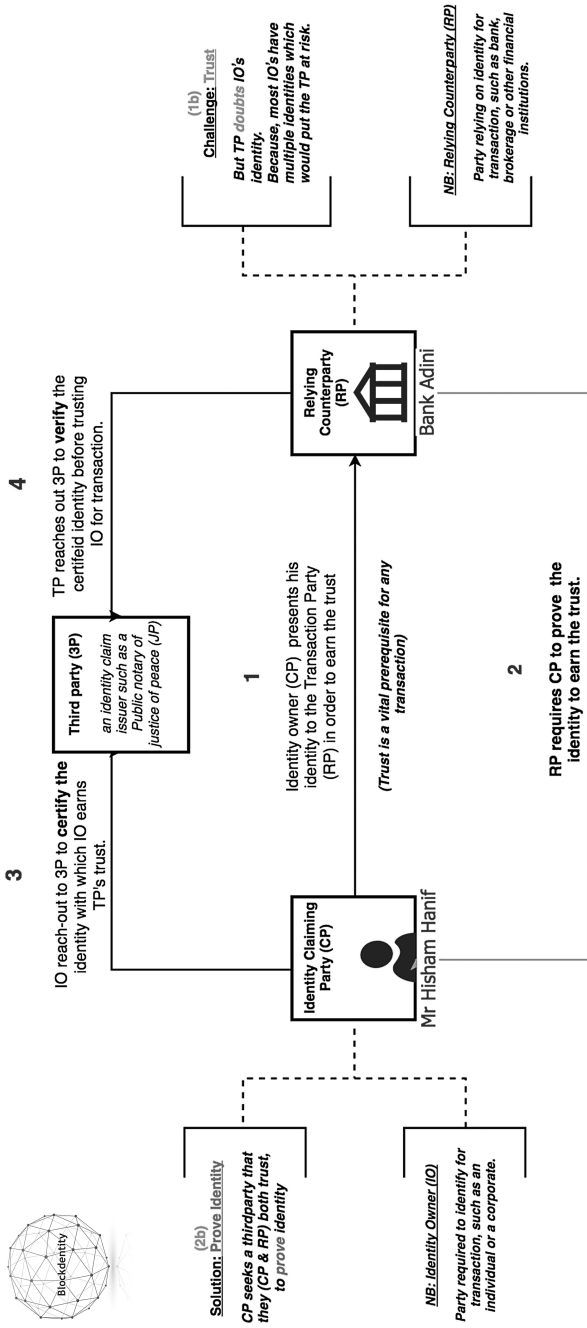 Blockdentity
3
IO reach-out to 3P to certify the
identity with which IO earns
TP's trust.
4
TP reaches out 3P to verify the
certifeid identity before trusting
IO for transaction.
Third party (3P)
an identity claim
issuer such as a
Public notary of
justice of peace (JP)
(2b)
Solution: Prove Identity
CP seeks a thirdparty that
they (CP & RP) both trust,
to prove identity
NB: Identity Owner (IO)
Party required to identify for
transaction, such as an
individual or a corporate.
Identity Claiming
Party (CP)
Mr Hisham Hanif
1
Identity owner (CP) presents his
identity to the Transaction Party
(RP) in order to earn the trust
(Trust is a vital prerequisite for any
transaction)
Relying
Counterparty
(RP)
Bank Adini
(1b)
Challenge: Trust
But TP doubts IO's
identity.
Because, most IO's have
multiple identities which
would put the TP at risk.
NB: Relying Counterparty (RP)
Party relying on identity for
transaction, such as bank,
brokerage or other financial
institutions.
2
RP requires CP to prove the
identity to earn the trust.